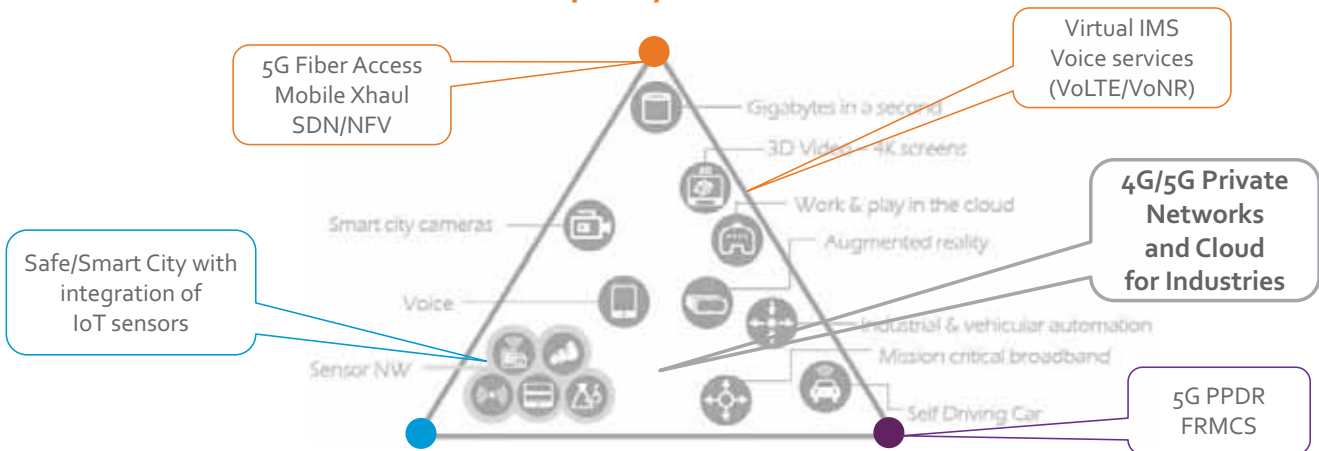 5G Fiber Access
Mobile Xhaul
SDN/NFV
Virtual IMS
Voice services
(VoLTE/VoNR)
Gigabytes in a second
3D Video – 4K screens
4G/5G Private
Networks
and Cloud
for Industries
Work & play in the cloud
Smart city cameras
Augmented reality
Safe/Smart City with
integration of
IoT sensors
Voice
Industrial & vehicular automation
Mission critical broadband
Sensor NW
Self Driving Car
5G PPDR
FRMCS